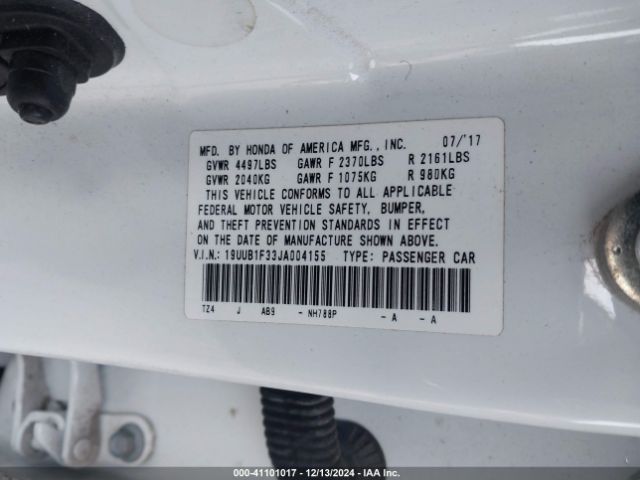 MFD. BY HONDA OF AMERICA MFG., INC. 07/'17
GVWR 4497LBS GAWR F 2370LBS R 2161LBS
GVWR 2040KG GAWR F 1075KG R 980KG
THIS VEHICLE CONFORMS TO ALL APPLICABLE
FEDERAL MOTOR VEHICLE SAFETY, BUMPER,
AND THEFT PREVENTION STANDARDS IN EFFECT
ON THE DATE OF MANUFACTURE SHOWN ABOVE.
V.I.N.: 19UUB1F33JA004155 TYPE: PASSENGER CAR
TZ4 J AB9 - NH788P - A - A
000-41101017 - 12/13/2024 - IAA Inc.